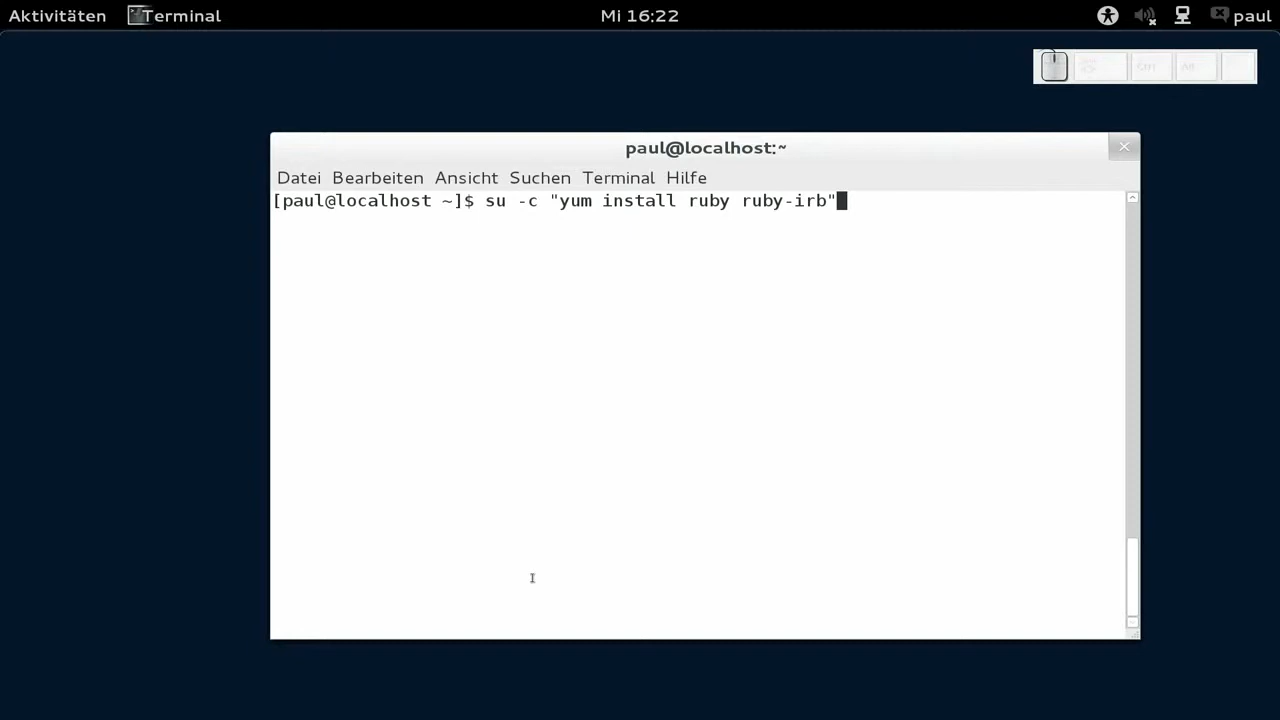 Aktivitäten Terminal Mi 16:22 paul
paul@localhost:~
Datei Bearbeiten Ansicht Suchen Terminal Hilfe
[paul@localhost ~]$ su -c "yum install ruby ruby-irb"